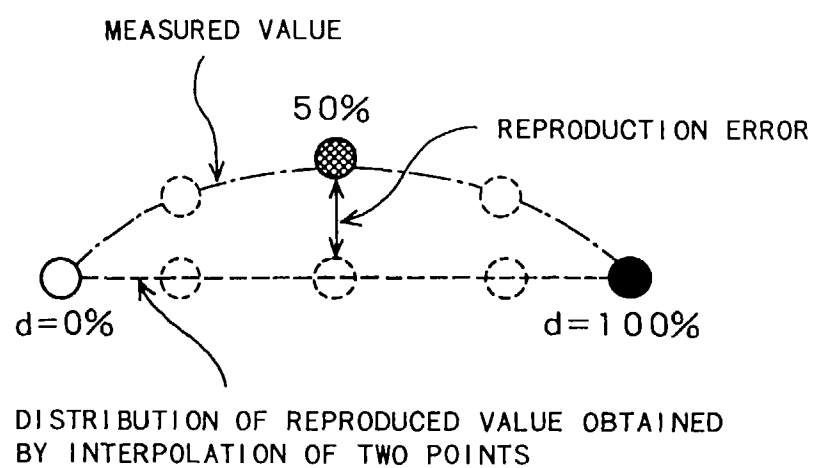 MEASURED VALUE
50%
REPRODUCTION ERROR
d=0%
d=100%
DISTRIBUTION OF REPRODUCED VALUE OBTAINED
BY INTERPOLATION OF TWO POINTS